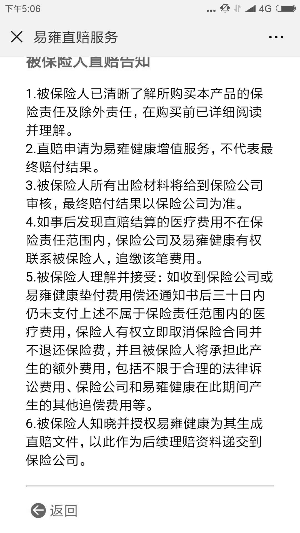 下午5:06
4G
易雍直赔服务
被保险人直赔告知
1.被保险人已清晰了解所购买本产品的保
险责任及除外责任，在购买前已详细阅读
并理解。
2.直赔申请为易雍健康增值服务，不代表最
终赔付结果。
3.被保险人所有出险材料将给到保险公司
审核，最终赔付结果以保险公司为准。
4.如事后发现直赔结算的医疗费用不在保
险责任范围内，保险公司及易雍健康有权
联系被保险人，追缴该笔费用。
5.被保险人理解并接受：如收到保险公司或
易雍健康垫付费用偿还通知书后三十日内
仍未支付上述不属于保险责任范围内的医
疗费用，保险人有权立即取消保险合同并
不退还保险费，并且被保险人将承担此产
生的额外费用，包括不限于合理的法律诉
讼费用、保险公司和易雍健康在此期间产
生的其他追偿费用等。
6.被保险人知晓并授权易雍健康为其生成
直赔文件，以此作为后续理赔资料递交到
保险公司。
返回